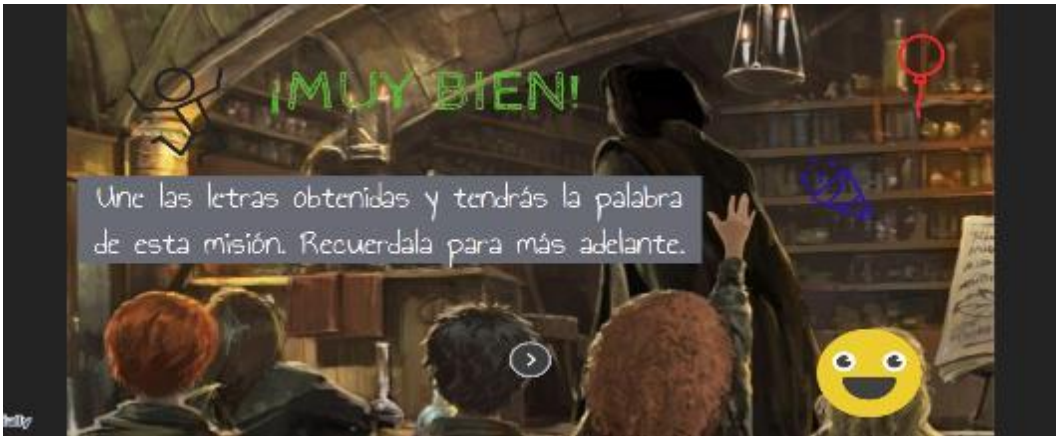 ¡MUY BIEN!
Une las letras obtenidas y tendrás la palabra
de esta misión. Recuerdala para más adelante.